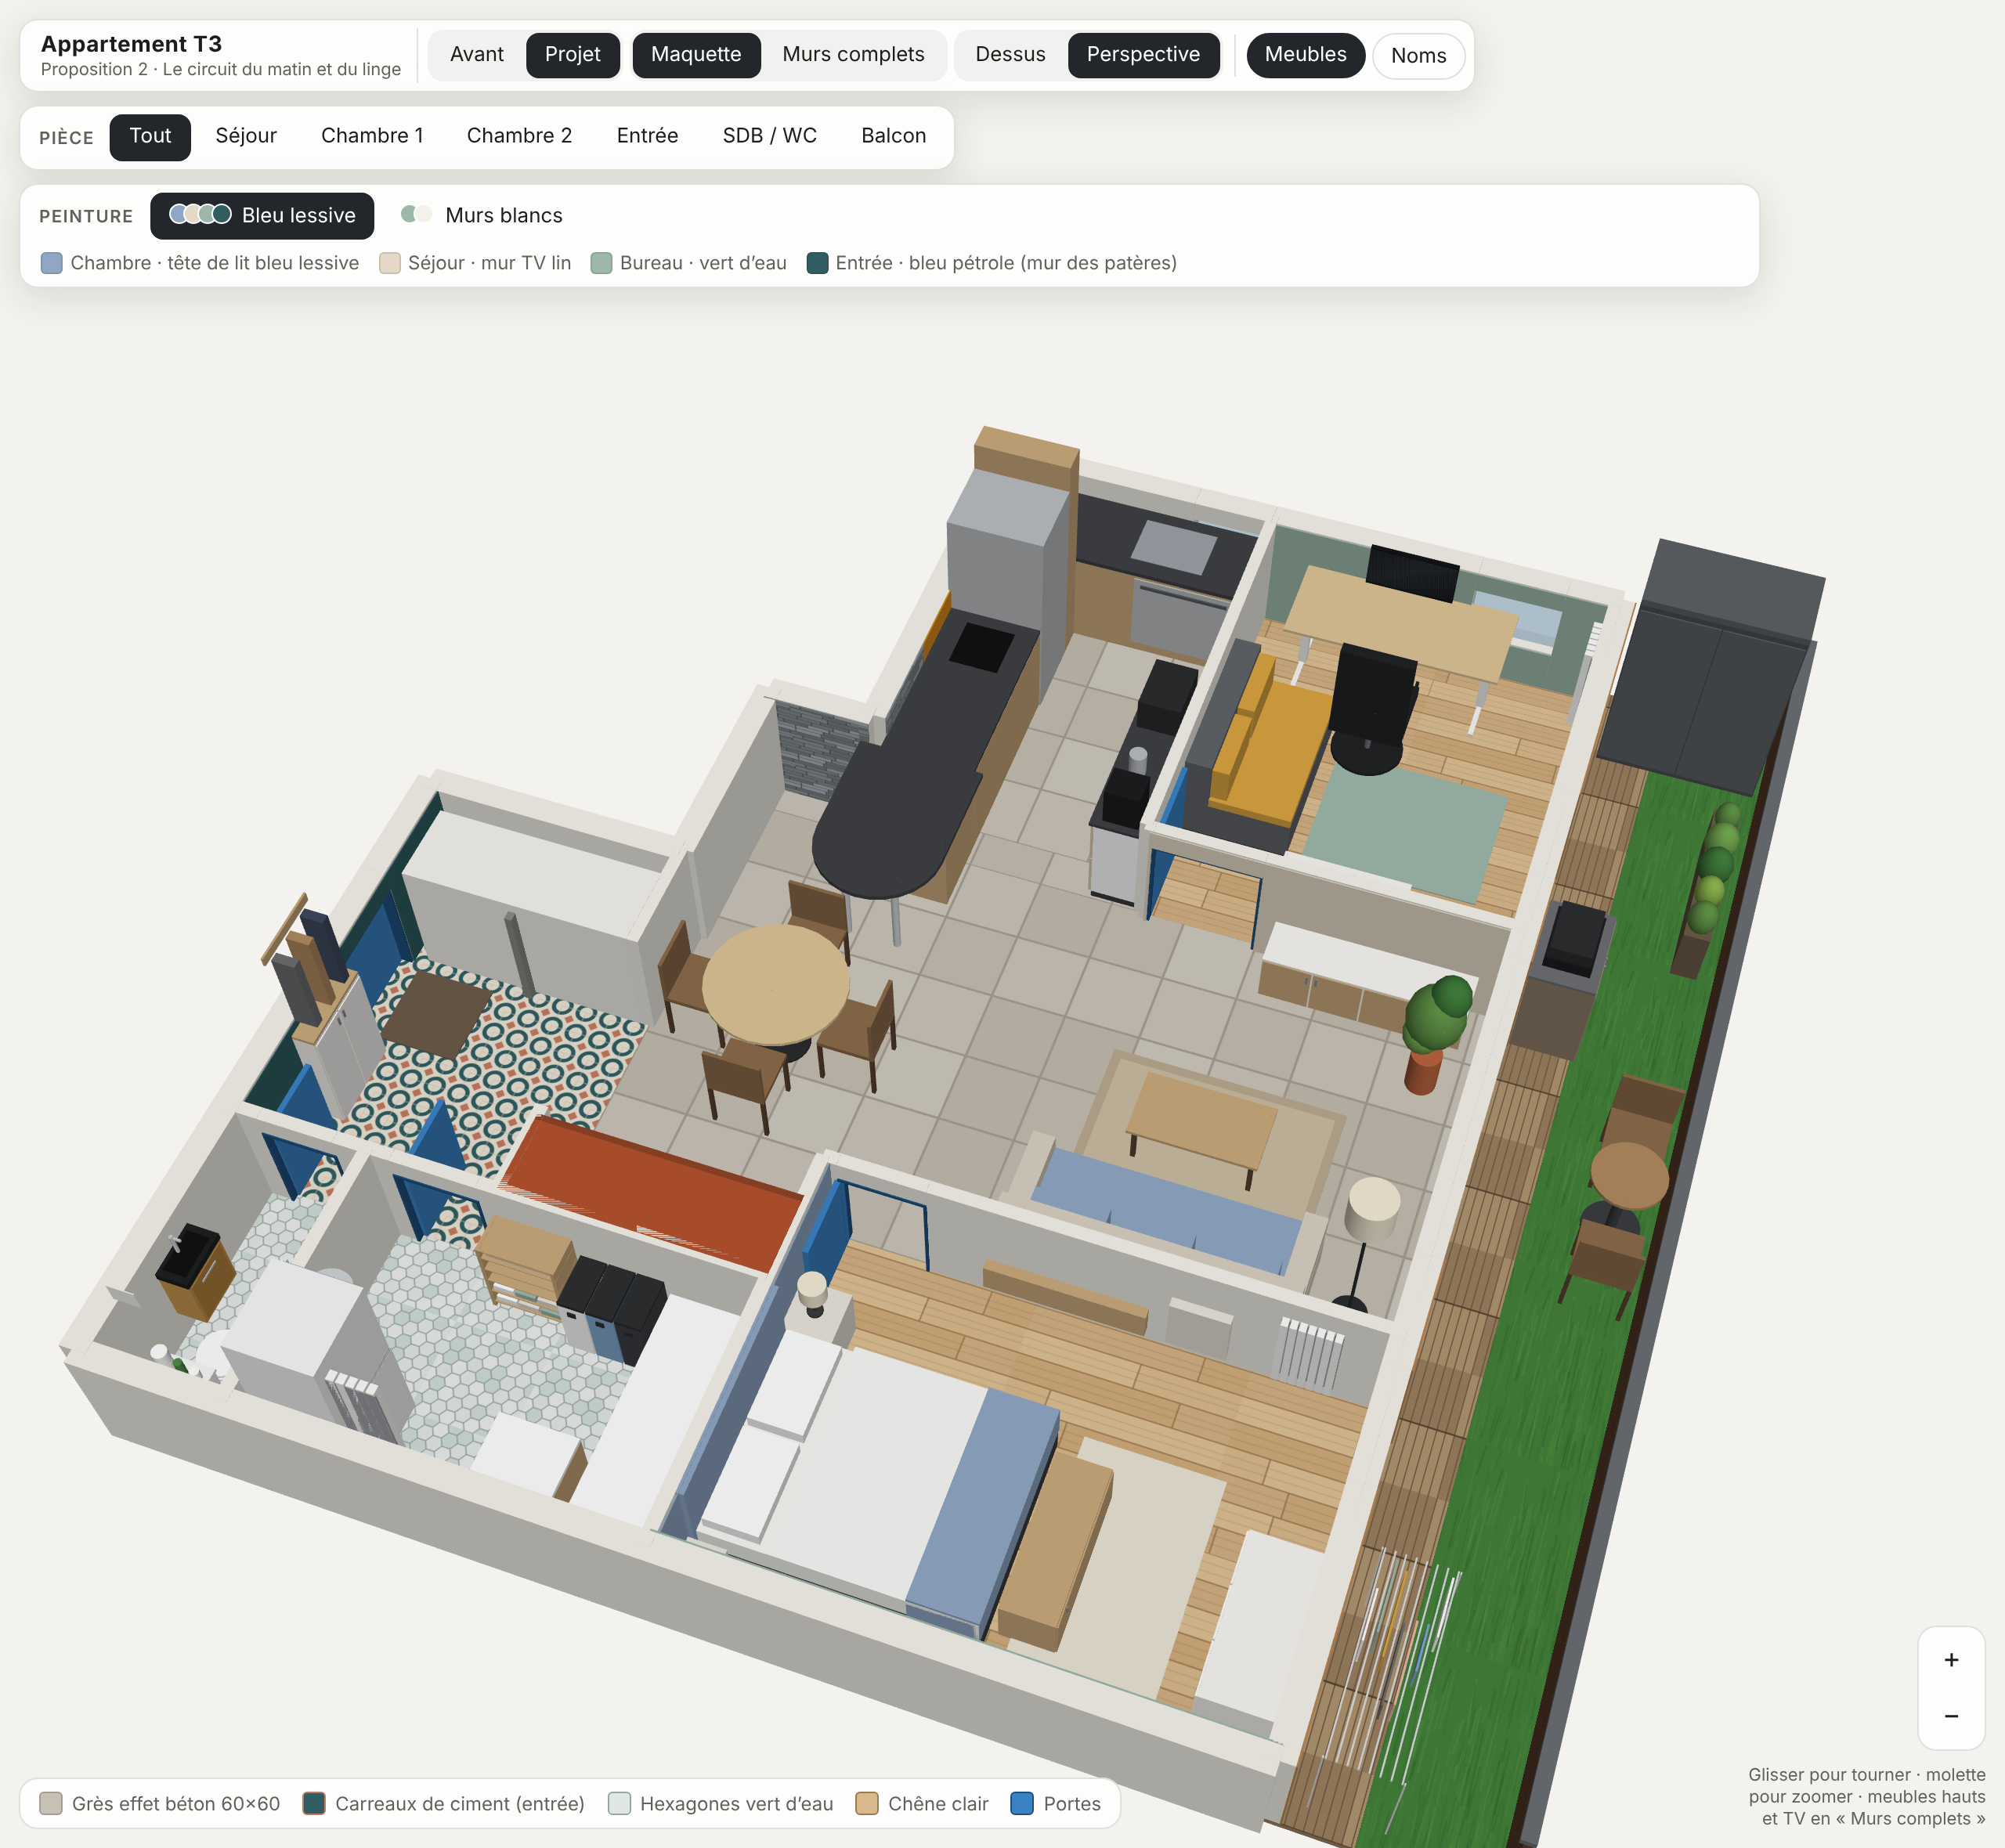 Appartement T3
Proposition 2 · Le circuit du matin et du linge
Avant Projet Maquette Murs complets Dessus Perspective Meubles Noms
PIÈCE Tout Séjour Chambre 1 Chambre 2 Entrée SDB / WC Balcon
PEINTURE Bleu lessive Murs blancs
Chambre · tête de lit bleu lessive Séjour · mur TV lin Bureau · vert d’eau Entrée · bleu pétrole (mur des patères)
+
−
Glisser pour tourner · molette
pour zoomer · meubles hauts
et TV en « Murs complets »
Grès effet béton 60×60 Carreaux de ciment (entrée) Hexagones vert d’eau Chêne clair Portes